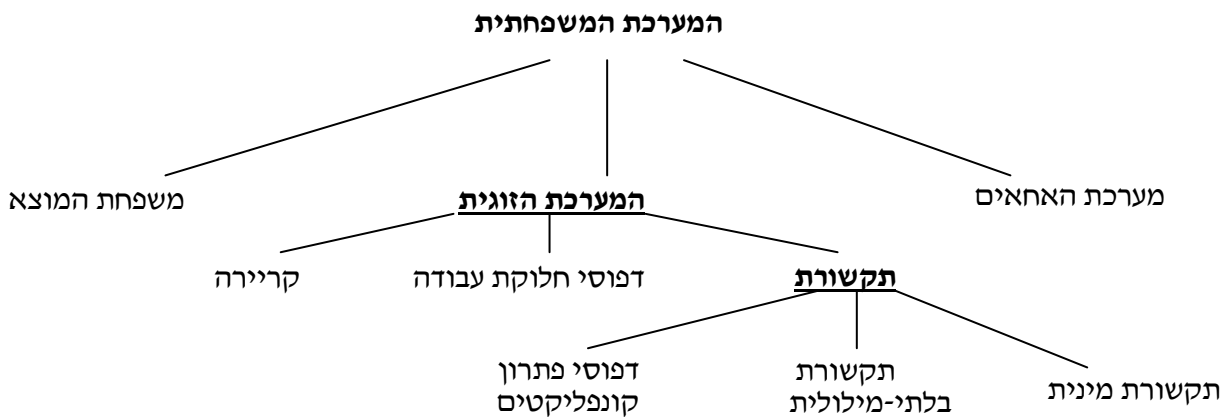 המערכת המשפחתית
מערכת האחאים
המערכת הזוגית
משפחת המוצא
תקשורת
דפוסי חלוקת עבודה
קריירה
תקשורת מינית
תקשורת
בלתי-מילולית
דפוסי פתרון
קונפליקטים